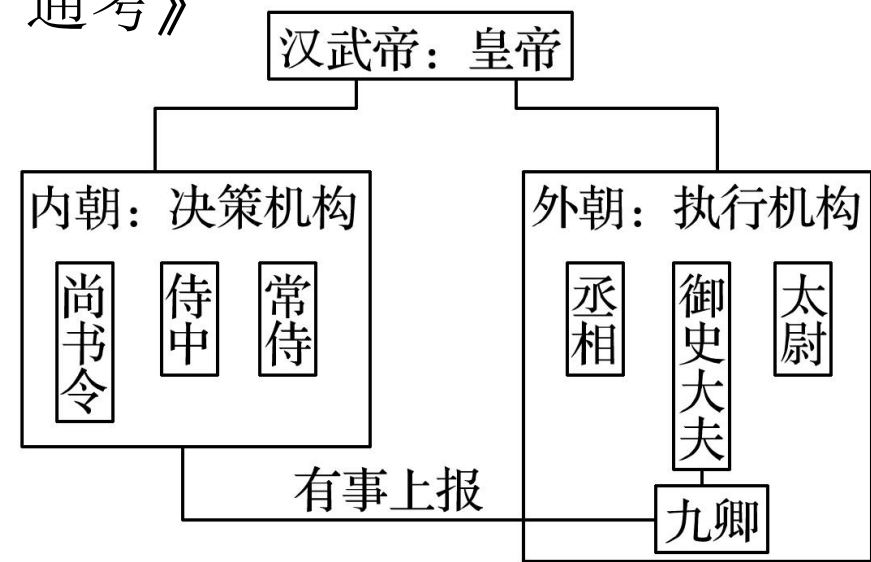 通考》
汉武帝：皇帝
内朝：决策机构
尚书令
侍中
常侍
外朝：执行机构
丞相
御史大夫
太尉
有事上报
九卿